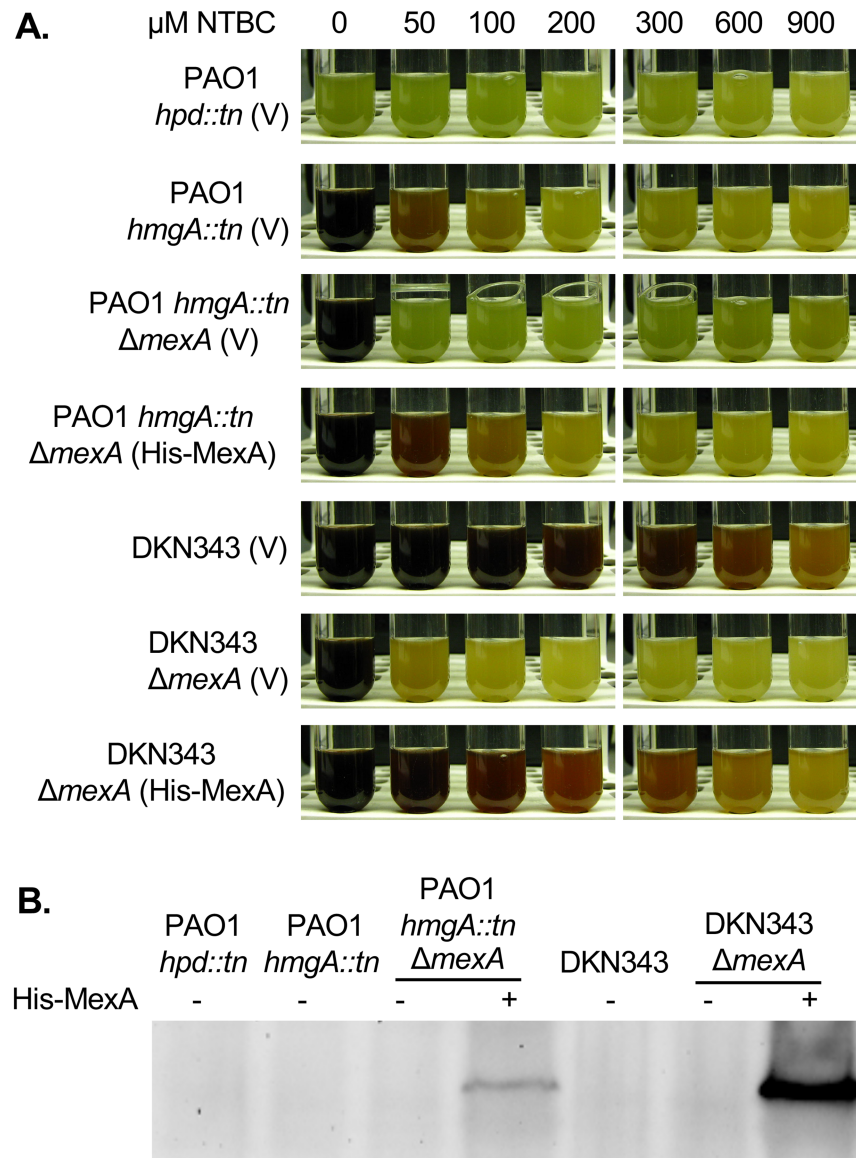 A.
µM NTBC 0 50 100 200 300 600 900
PAO1
hpd::tn (V)
PAO1
hmgA::tn (V)
PAO1 hmgA::tn
ΔmexA (V)
PAO1 hmgA::tn
ΔmexA (His-MexA)
DKN343 (V)
DKN343
ΔmexA (V)
DKN343
ΔmexA (His-MexA)
B.
PAO1
hpd::tn
PAO1
hmgA::tn
PAO1
hmgA::tn
ΔmexA
DKN343
DKN343
ΔmexA
His-MexA - - - + - - +